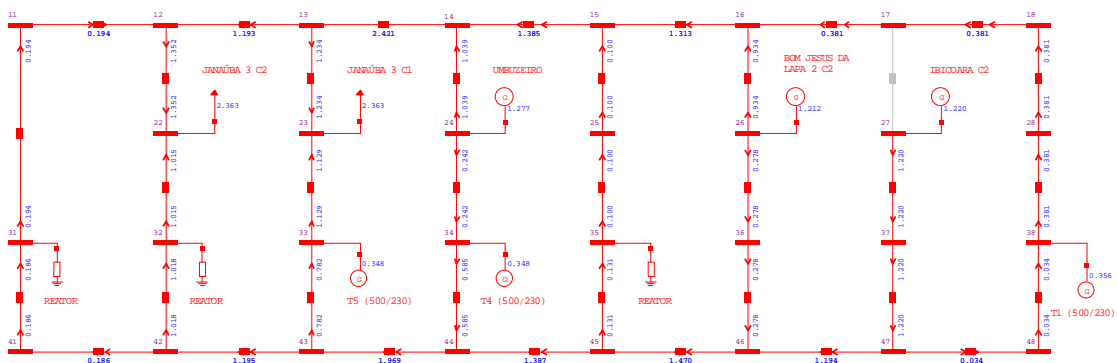 11 12 13 14 15 16 17 18
0.194 1.193 2.421 1.385 1.313 0.381 0.381
0.194 1.352 1.234 1.039 0.100 0.934 0.381
JANAÚBA 3 C2 JANAÚBA 3 C1 UMBUZEIRO BOM JESUS DA
LAPA 2 C2 IBICOARA C2
1.352 2.363 1.234 2.363 1.039 1.277 0.100 0.934 1.212 1.220 0.381
G G G
22 23 24 25 26 27 28
1.015 1.129 0.242 0.100 0.278 1.220 0.381
0.194 1.015 1.129 0.242 0.100 0.278 1.220 0.381
31 32 33 34 35 36 37 38
0.186 1.018 0.782 0.348 0.585 0.348 0.131 0.278 1.220 0.034 0.356
G G G
REATOR REATOR T5 (500/230) T4 (500/230) REATOR T1 (500/230)
0.186 1.018 0.782 0.585 0.131 0.278 1.220 0.034
41 42 43 44 45 46 47 48
0.186 1.195 1.969 1.387 1.470 1.194 0.034